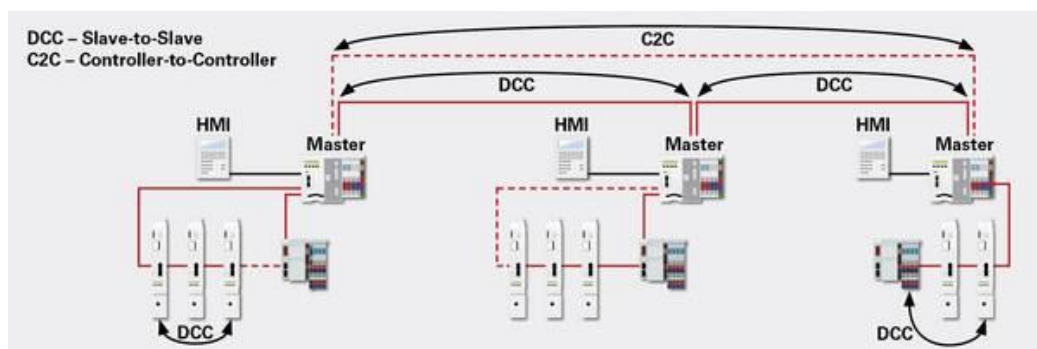 DCC – Slave-to-Slave
C2C – Controller-to-Controller
C2C
DCC
DCC
HMI
Master
HMI
Master
HMI
Master
DCC
DCC